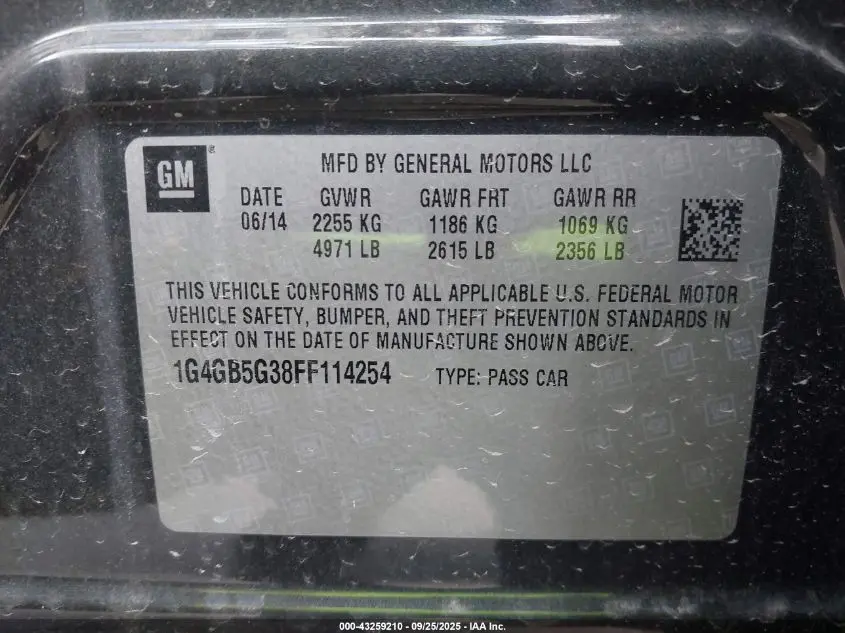 GM
MFD BY GENERAL MOTORS LLC
DATE GVWR GAWR FRT GAWR RR
06/14 2255 KG 1186 KG 1069 KG
4971 LB 2615 LB 2356 LB
THIS VEHICLE CONFORMS TO ALL APPLICABLE U.S. FEDERAL MOTOR
VEHICLE SAFETY, BUMPER, AND THEFT PREVENTION STANDARDS IN
EFFECT ON THE DATE OF MANUFACTURE SHOWN ABOVE.
1G4GB5G38FF114254 TYPE: PASS CAR
000-43259210 - 09/25/2025 - IAA Inc.